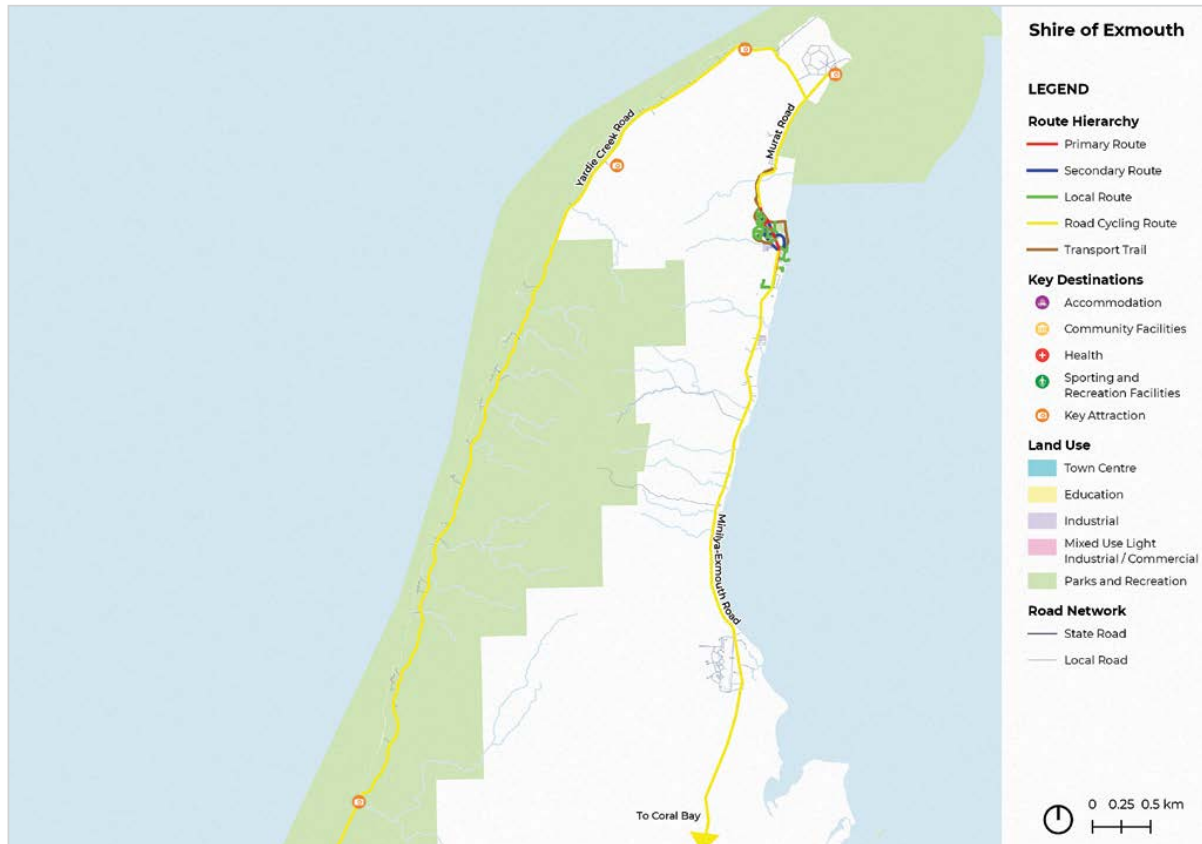 Shire of Exmouth
LEGEND
Route Hierarchy
Primary Route
Secondary Route
Local Route
Road Cycling Route
Transport Trail
Key Destinations
Accommodation
Community Facilities
Health
Sporting and
Recreation Facilities
Key Attraction
Land Use
Town Centre
Education
Industrial
Mixed Use Light
Industrial / Commercial
Parks and Recreation
Road Network
State Road
Local Road
0 0.25 0.5 km
Yardie Creek Road
Murat Road
Minilya-Exmouth Road
To Coral Bay